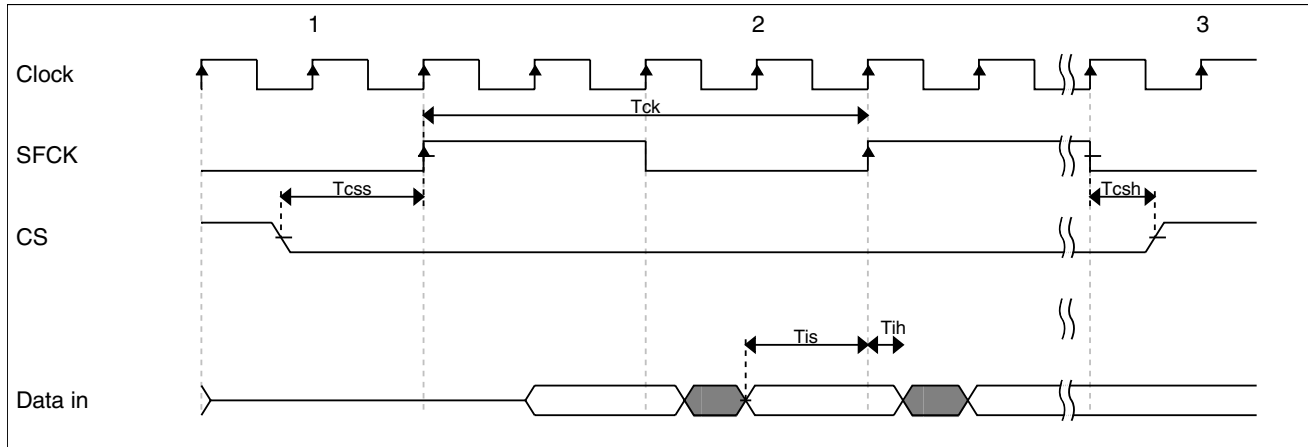 1 2 3
Clock
Tck
SFCK
Tcss Tcsh
CS
Tis Tih
Data in